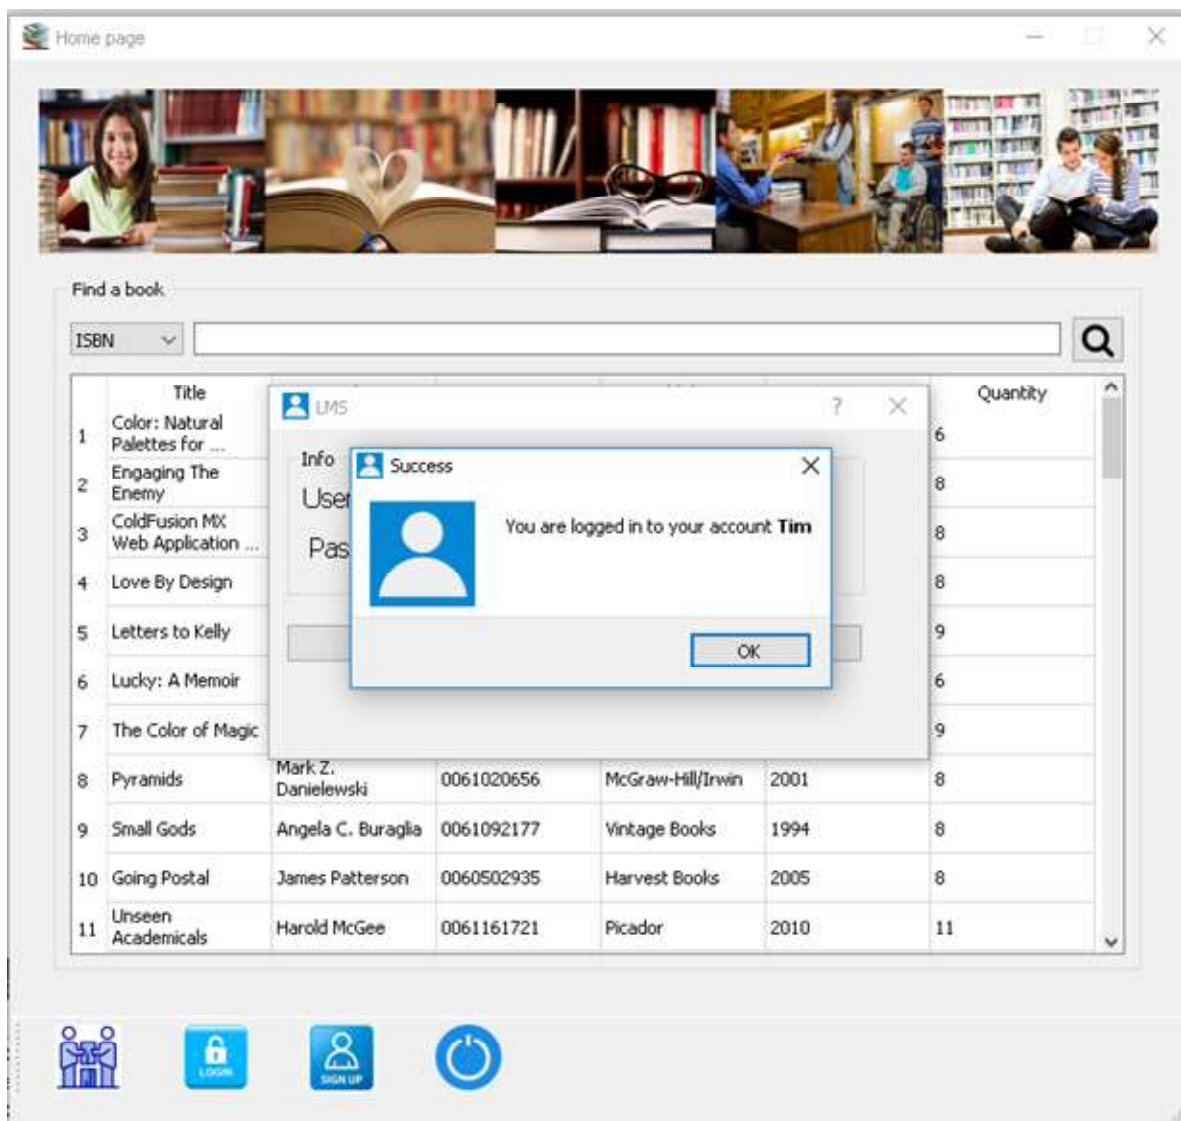 Home page
Find a book
ISBN
Title
Quantity
LMS
?
Info
User
Pas
Success
You are logged in to your account Tim
OK
1 Color: Natural
Palettes for ... 6
2 Engaging The
Enemy 8
3 ColdFusion MX
Web Application ... 8
4 Love By Design 8
5 Letters to Kelly 9
6 Lucky: A Memoir 6
7 The Color of Magic 9
8 Pyramids Mark Z.
Danielewski 0061020656 McGraw-Hill/Irwin 2001 8
9 Small Gods Angela C. Buraglia 0061092177 Vintage Books 1994 8
10 Going Postal James Patterson 0060502935 Harvest Books 2005 8
11 Unseen
Academicals Harold McGee 0061161721 Picador 2010 11
LOGIN
SIGN UP